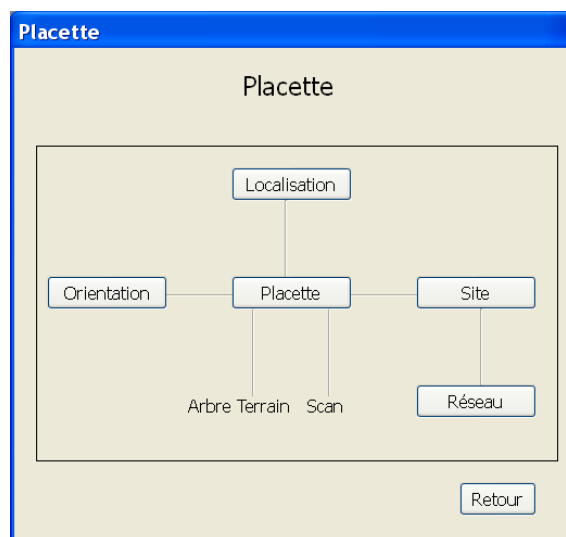 Placette
Placette
Localisation
Orientation
Placette
Site
Arbre Terrain
Scan
Réseau
Retour